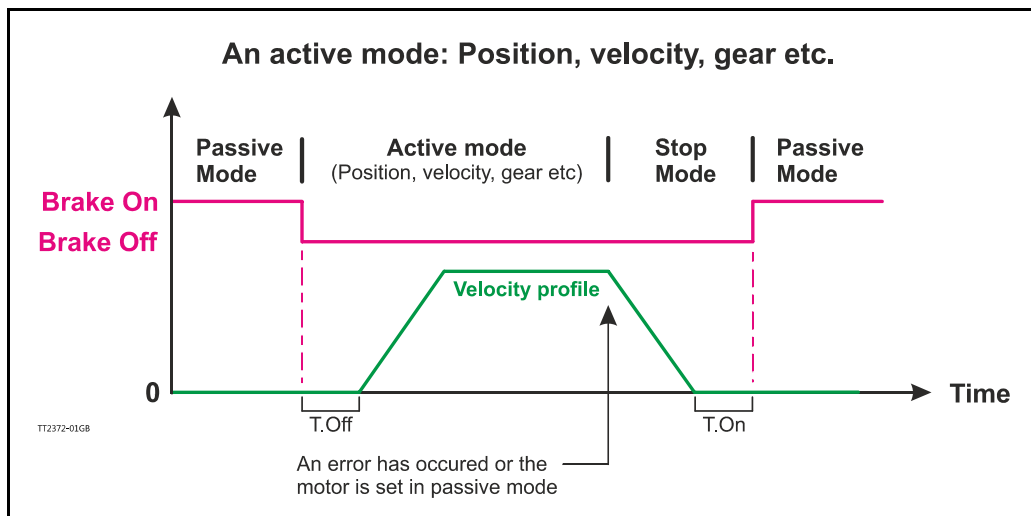 An active mode: Position, velocity, gear etc.
Passive
Mode
Active mode
(Position, velocity, gear etc)
Stop
Mode
Passive
Mode
Brake On
Brake Off
Velocity profile
0
Time
T.Off
T.On
TT2372-01GB
An error has occured or the
motor is set in passive mode